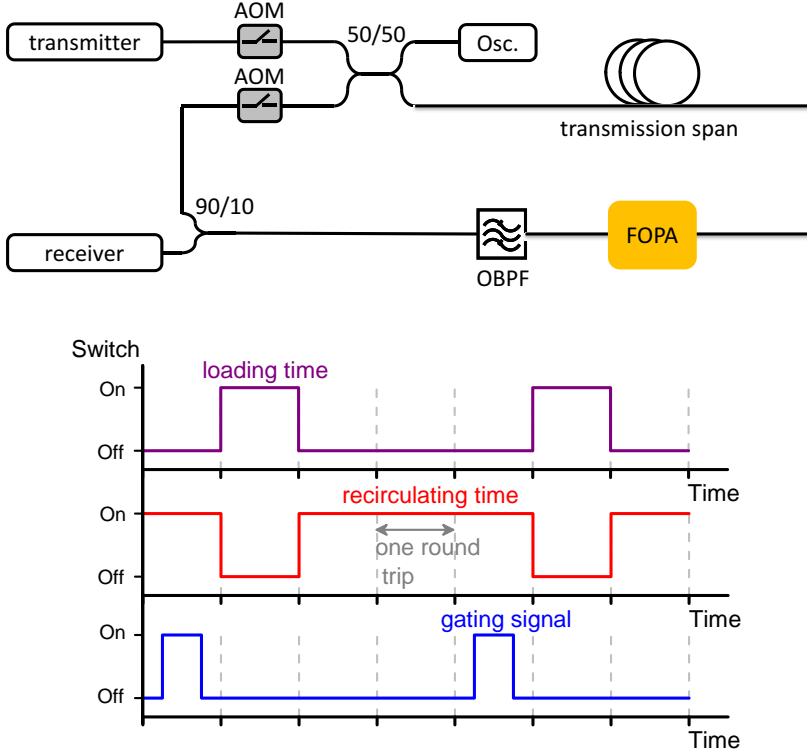 AOM
transmitter
50/50
Osc.
AOM
transmission span
90/10
receiver
OBPF
FOPA
Switch
On
loading time
Off
Time
On
recirculating time
one round
trip
Off
Time
On
gating signal
Off
Time